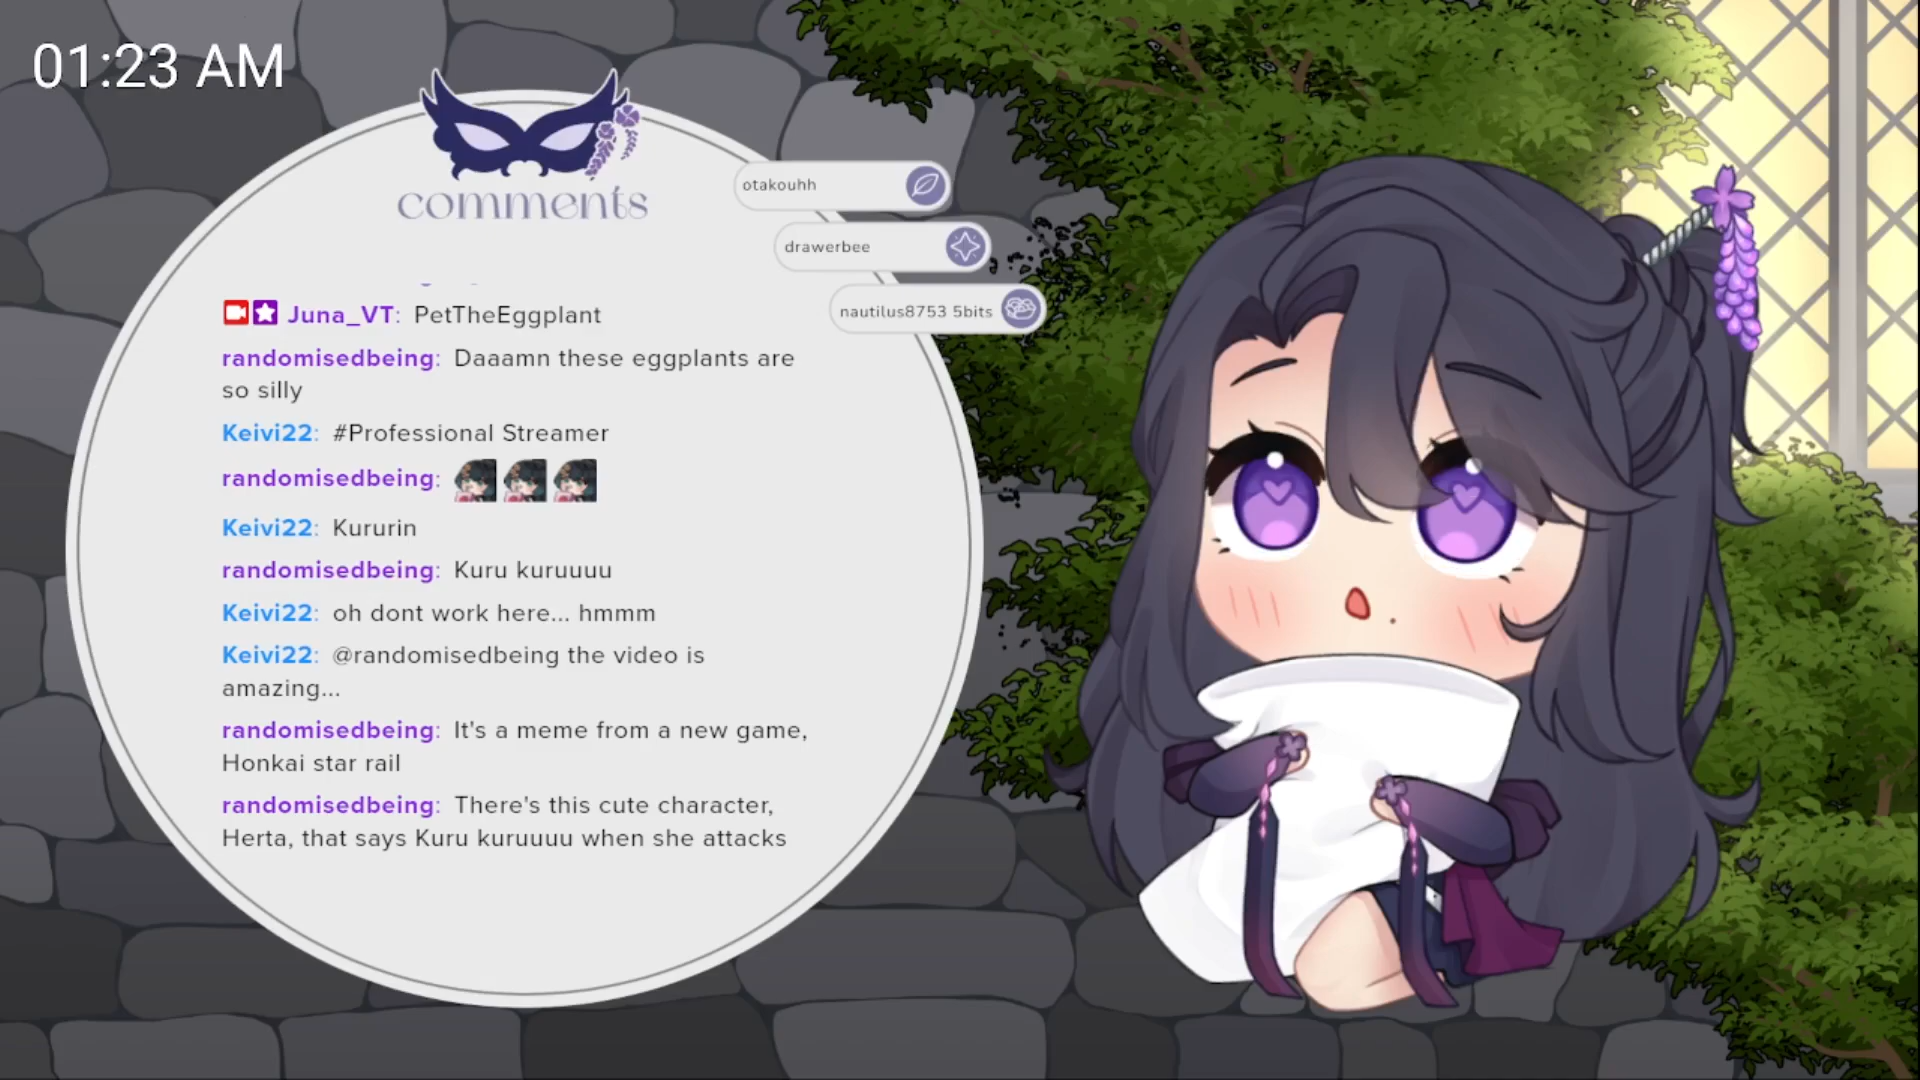 01:23 AM
comments
otakouhh
drawerbee
nautilus8753 5bits
Juna_VT: PetTheEggplant
randomisedbeing: Daaamn these eggplants are
so silly
Keivi22: #Professional Streamer
randomisedbeing:
Keivi22: Kururin
randomisedbeing: Kuru kuruuuu
Keivi22: oh dont work here... hmmm
Keivi22: @randomisedbeing the video is
amazing...
randomisedbeing: It's a meme from a new game,
Honkai star rail
randomisedbeing: There's this cute character,
Herta, that says Kuru kuruuuu when she attacks